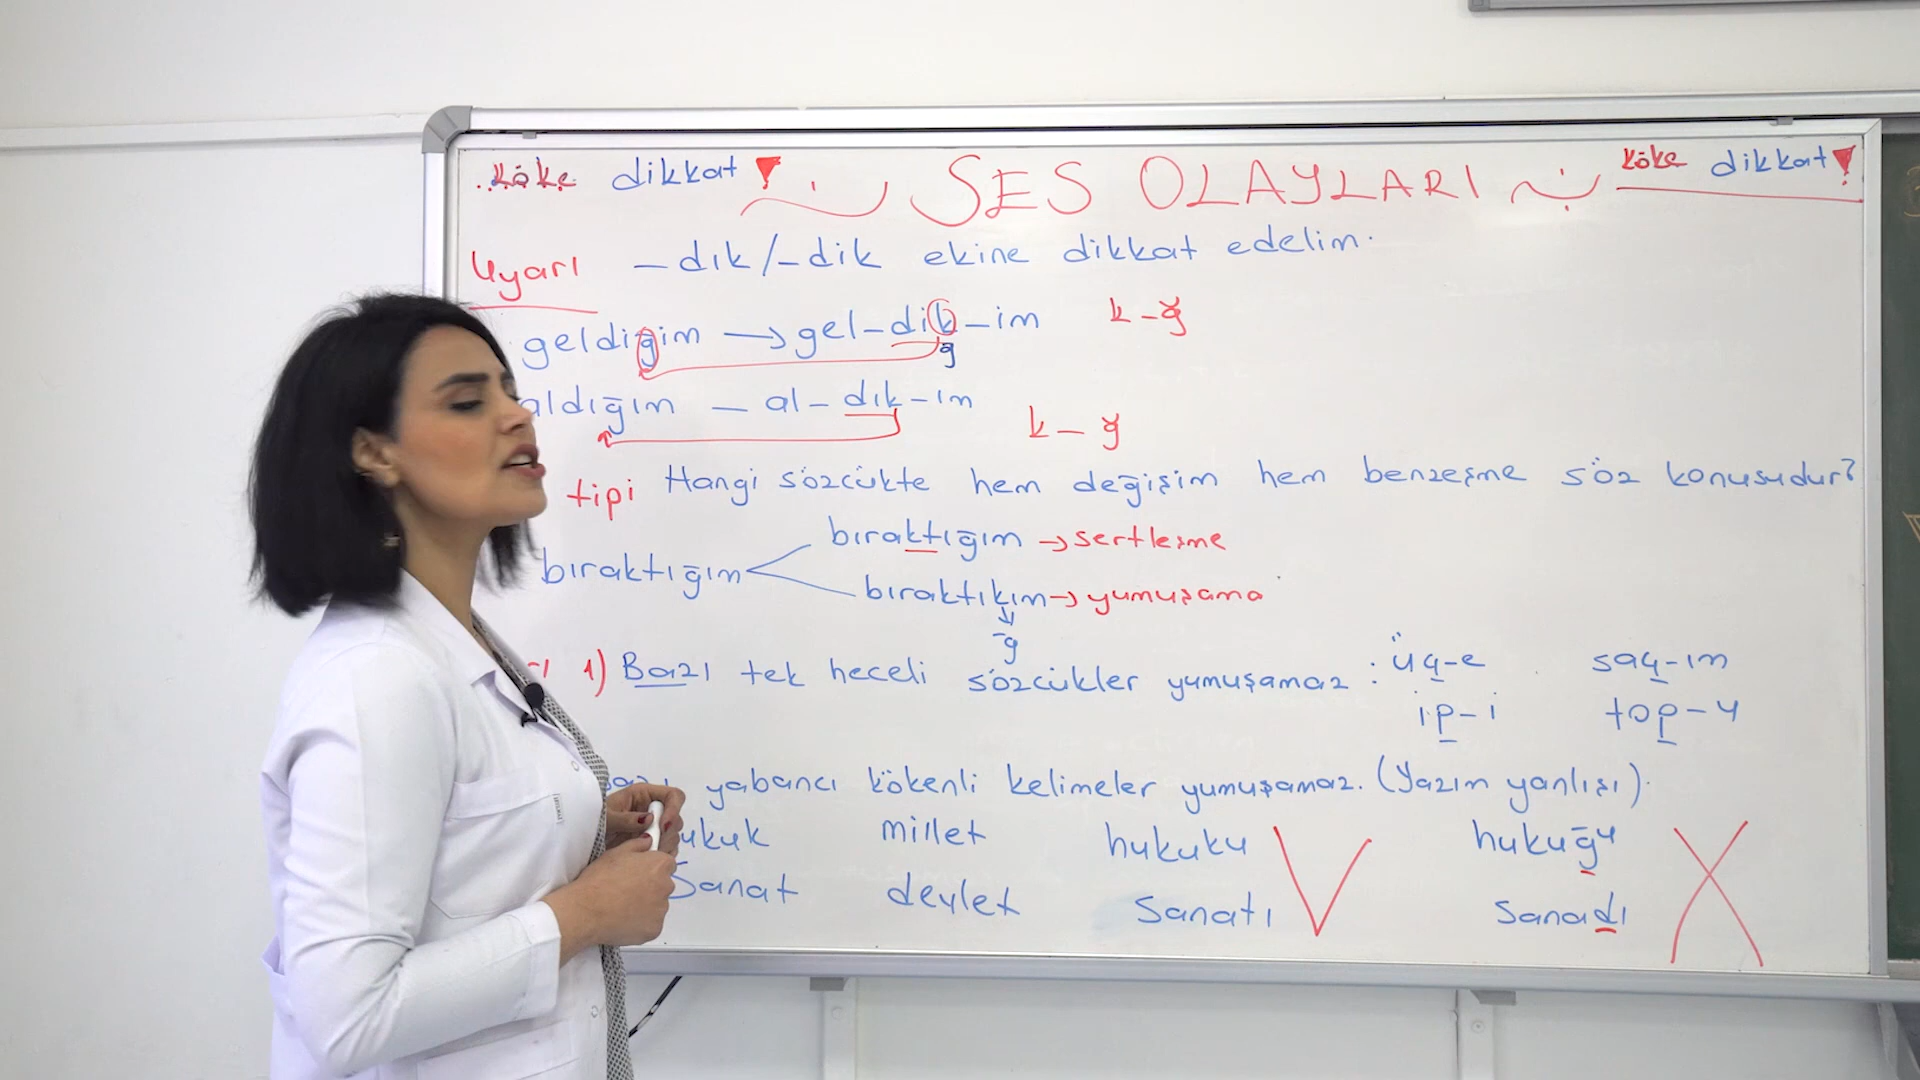 Köke dikkat ! SES OLAYLARI Köke dikkat !
Uyarı -dık/-dik ekine dikkat edelim.
geldiğim → gel-dik-im k-ğ
ğ
aldığım - al-dık-ım k-ğ
tipi Hangi sözcükte hem değişim hem benzeşme söz konusudur?
bıraktığım → sertleşme
bıraktığım
bıraktıkım → yumuşama
ğ
1) Bazı tek heceli sözcükler yumuşamaz : üç-e saç-ım
ip-i top-u
yabancı kökenli kelimeler yumuşamaz. (Yazım yanlışı).
ukuk millet hukuku hukuğu
Sanat devlet sanatı sanadı